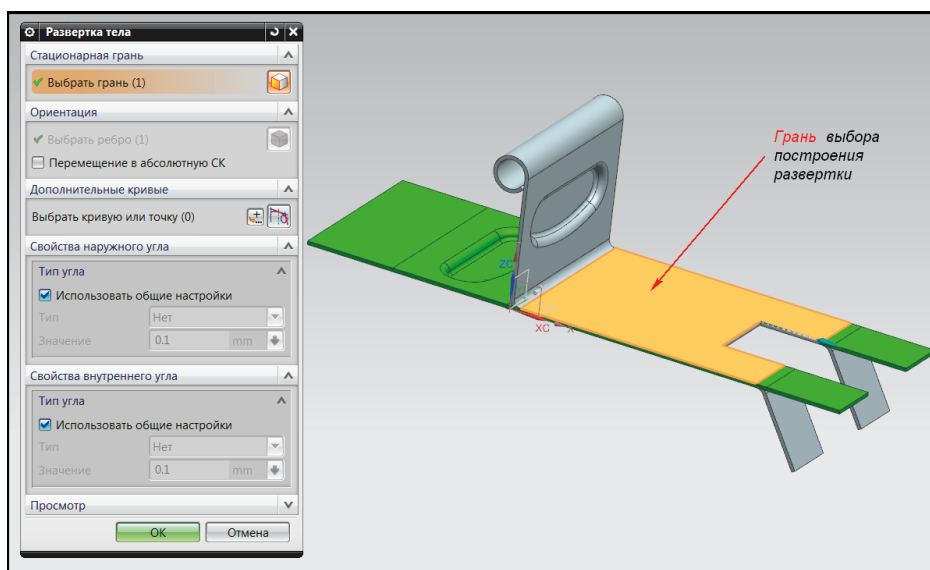 Развертка тела
Стационарная грань
Выбрать грань (1)
Ориентация
Выбрать ребро (1)
Перемещение в абсолютную СК
Дополнительные кривые
Выбрать кривую или точку (0)
Свойства наружного угла
Тип угла
Использовать общие настройки
Тип Нет
Значение 0.1 mm
Свойства внутреннего угла
Тип угла
Использовать общие настройки
Тип Нет
Значение 0.1 mm
Просмотр
OK Отмена
Грань выбора
построения
развертки
ZC
XC X